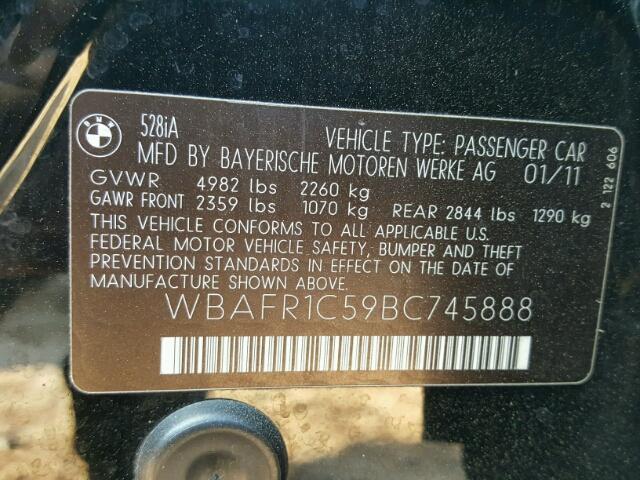 BMW
528iA
VEHICLE TYPE: PASSENGER CAR
MFD BY BAYERISCHE MOTOREN WERKE AG 01/11
GVWR 4982 lbs 2260 kg
GAWR FRONT 2359 lbs 1070 kg REAR 2844 lbs 1290 kg
THIS VEHICLE CONFORMS TO ALL APPLICABLE U.S.
FEDERAL MOTOR VEHICLE SAFETY, BUMPER AND THEFT
PREVENTION STANDARDS IN EFFECT ON THE DATE OF
MANUFACTURE SHOWN ABOVE.
WBAFR1C59BC745888
2 122 606